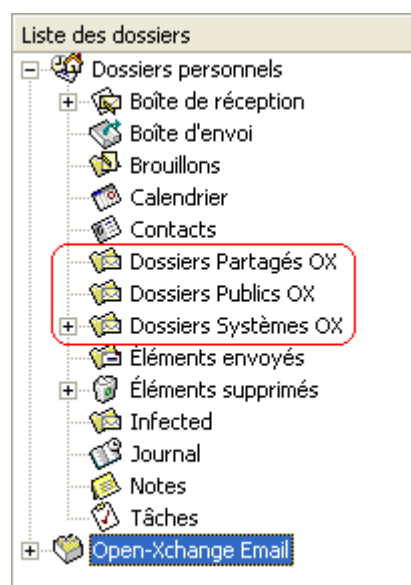 Liste des dossiers
Dossiers personnels
Boîte de réception
Boîte d'envoi
Brouillons
Calendrier
Contacts
Dossiers Partagés OX
Dossiers Publics OX
Dossiers Systèmes OX
Éléments envoyés
Éléments supprimés
Infected
Journal
Notes
Tâches
Open-Xchange Email